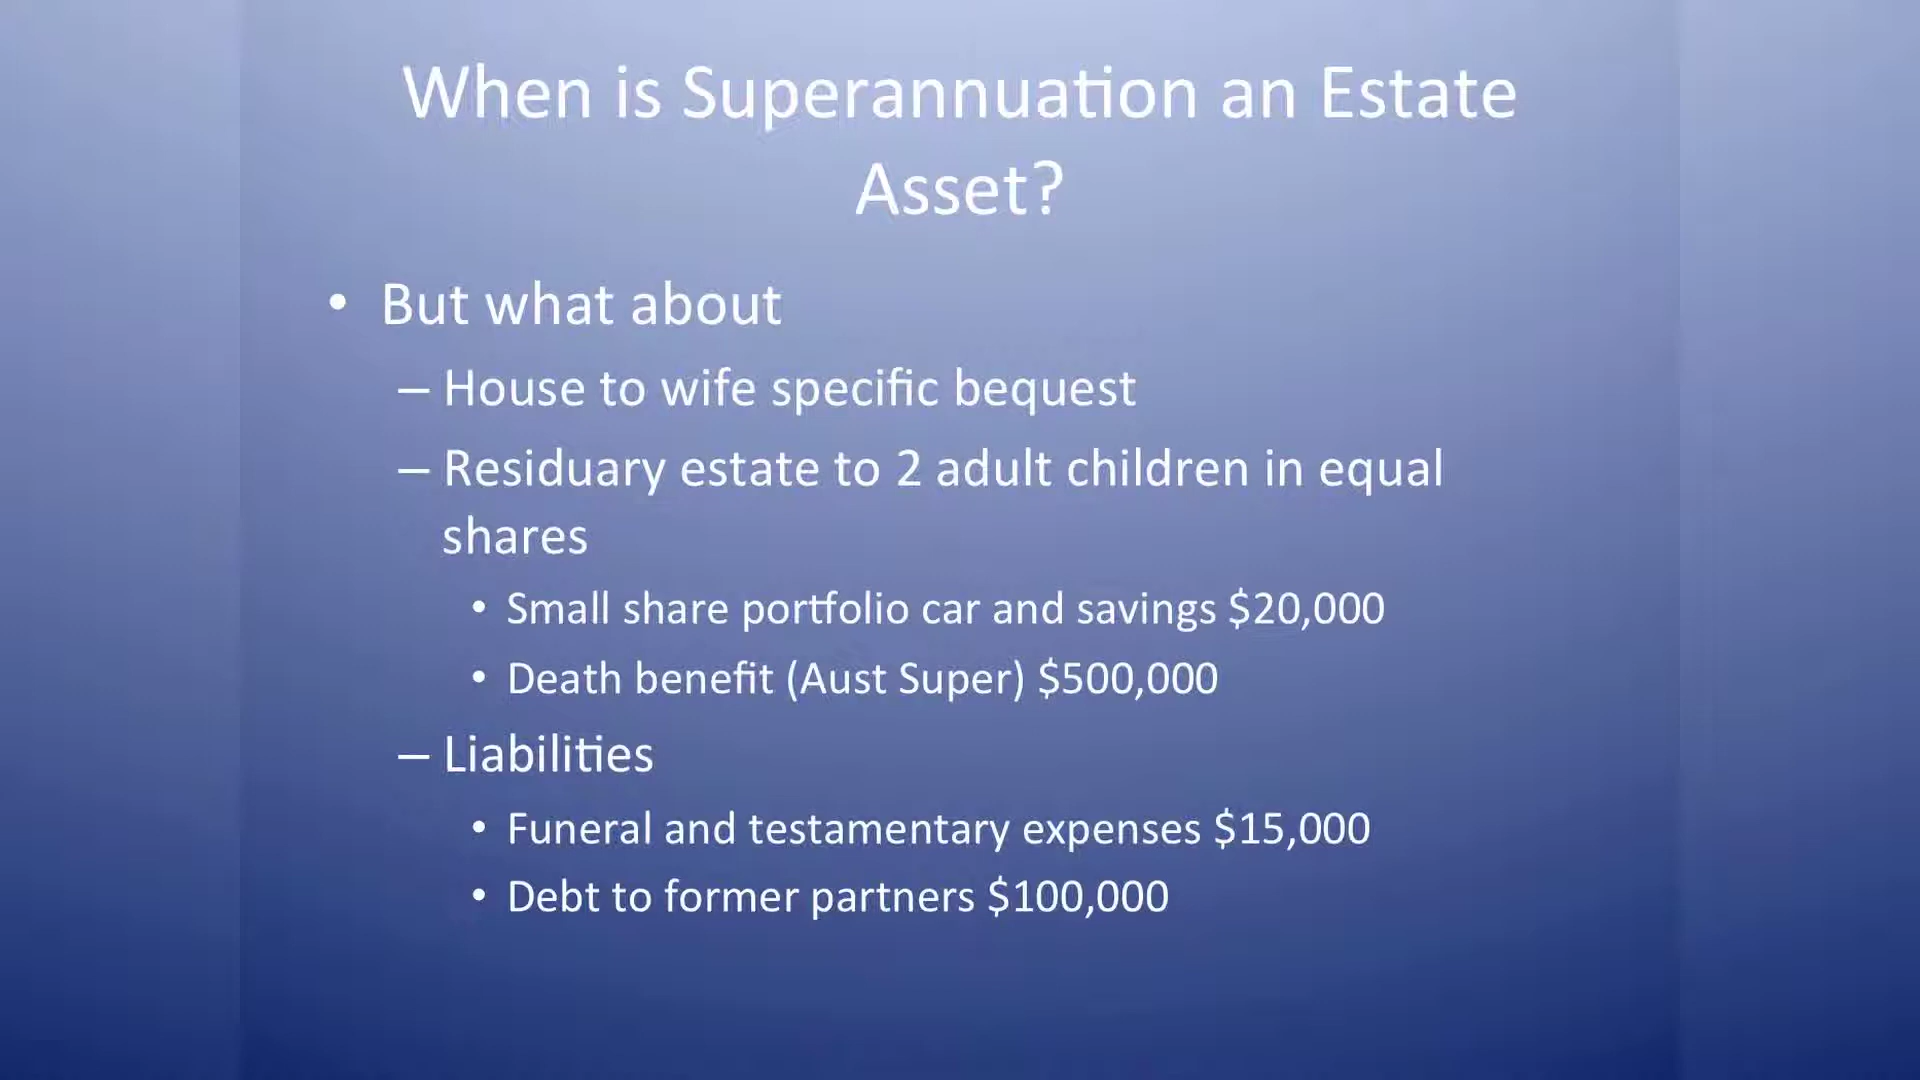 When is Superannuation an Estate
Asset?
• But what about
– House to wife specific bequest
– Residuary estate to 2 adult children in equal
shares
• Small share portfolio car and savings $20,000
• Death benefit (Aust Super) $500,000
– Liabilities
• Funeral and testamentary expenses $15,000
• Debt to former partners $100,000